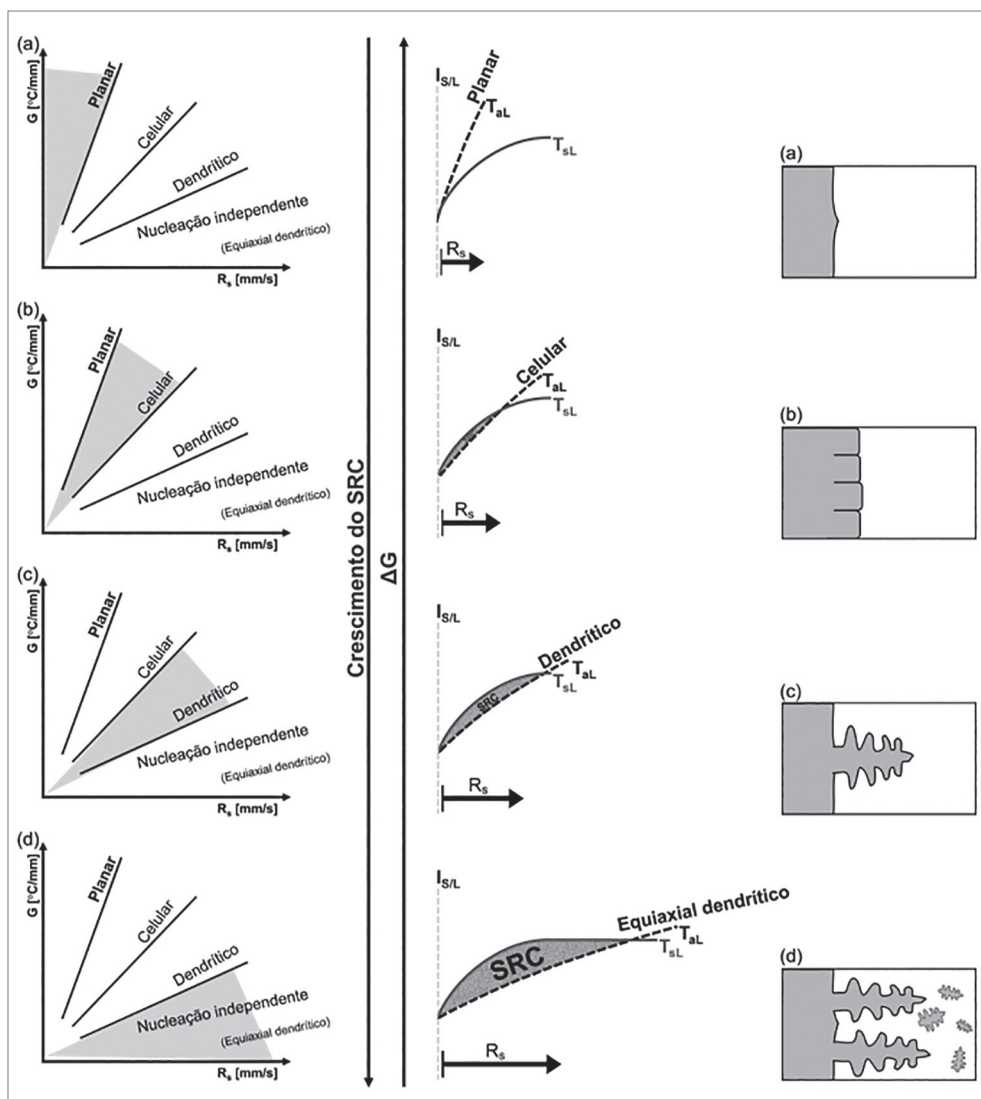 (a)
G [°C/mm]
Planar
Celular
Dendrítico
Nucleação independente
(Equiaxial dendrítico)
Rs [mm/s]
(b)
G [°C/mm]
Planar
Celular
Dendrítico
Nucleação independente
(Equiaxial dendrítico)
Rs [mm/s]
(c)
G [°C/mm]
Planar
Celular
Dendrítico
Nucleação independente
(Equiaxial dendrítico)
Rs [mm/s]
(d)
G [°C/mm]
Planar
Celular
Dendrítico
Nucleação independente
(Equiaxial dendrítico)
Rs [mm/s]
Crescimento do SRC
ΔG
IS/L
Planar
TaL
TsL
Rs
IS/L
Celular
TaL
TsL
Rs
IS/L
Dendrítico
TaL
TsL
SRC
Rs
IS/L
Equiaxial dendrítico
TaL
TsL
SRC
Rs
(a)
(b)
(c)
(d)